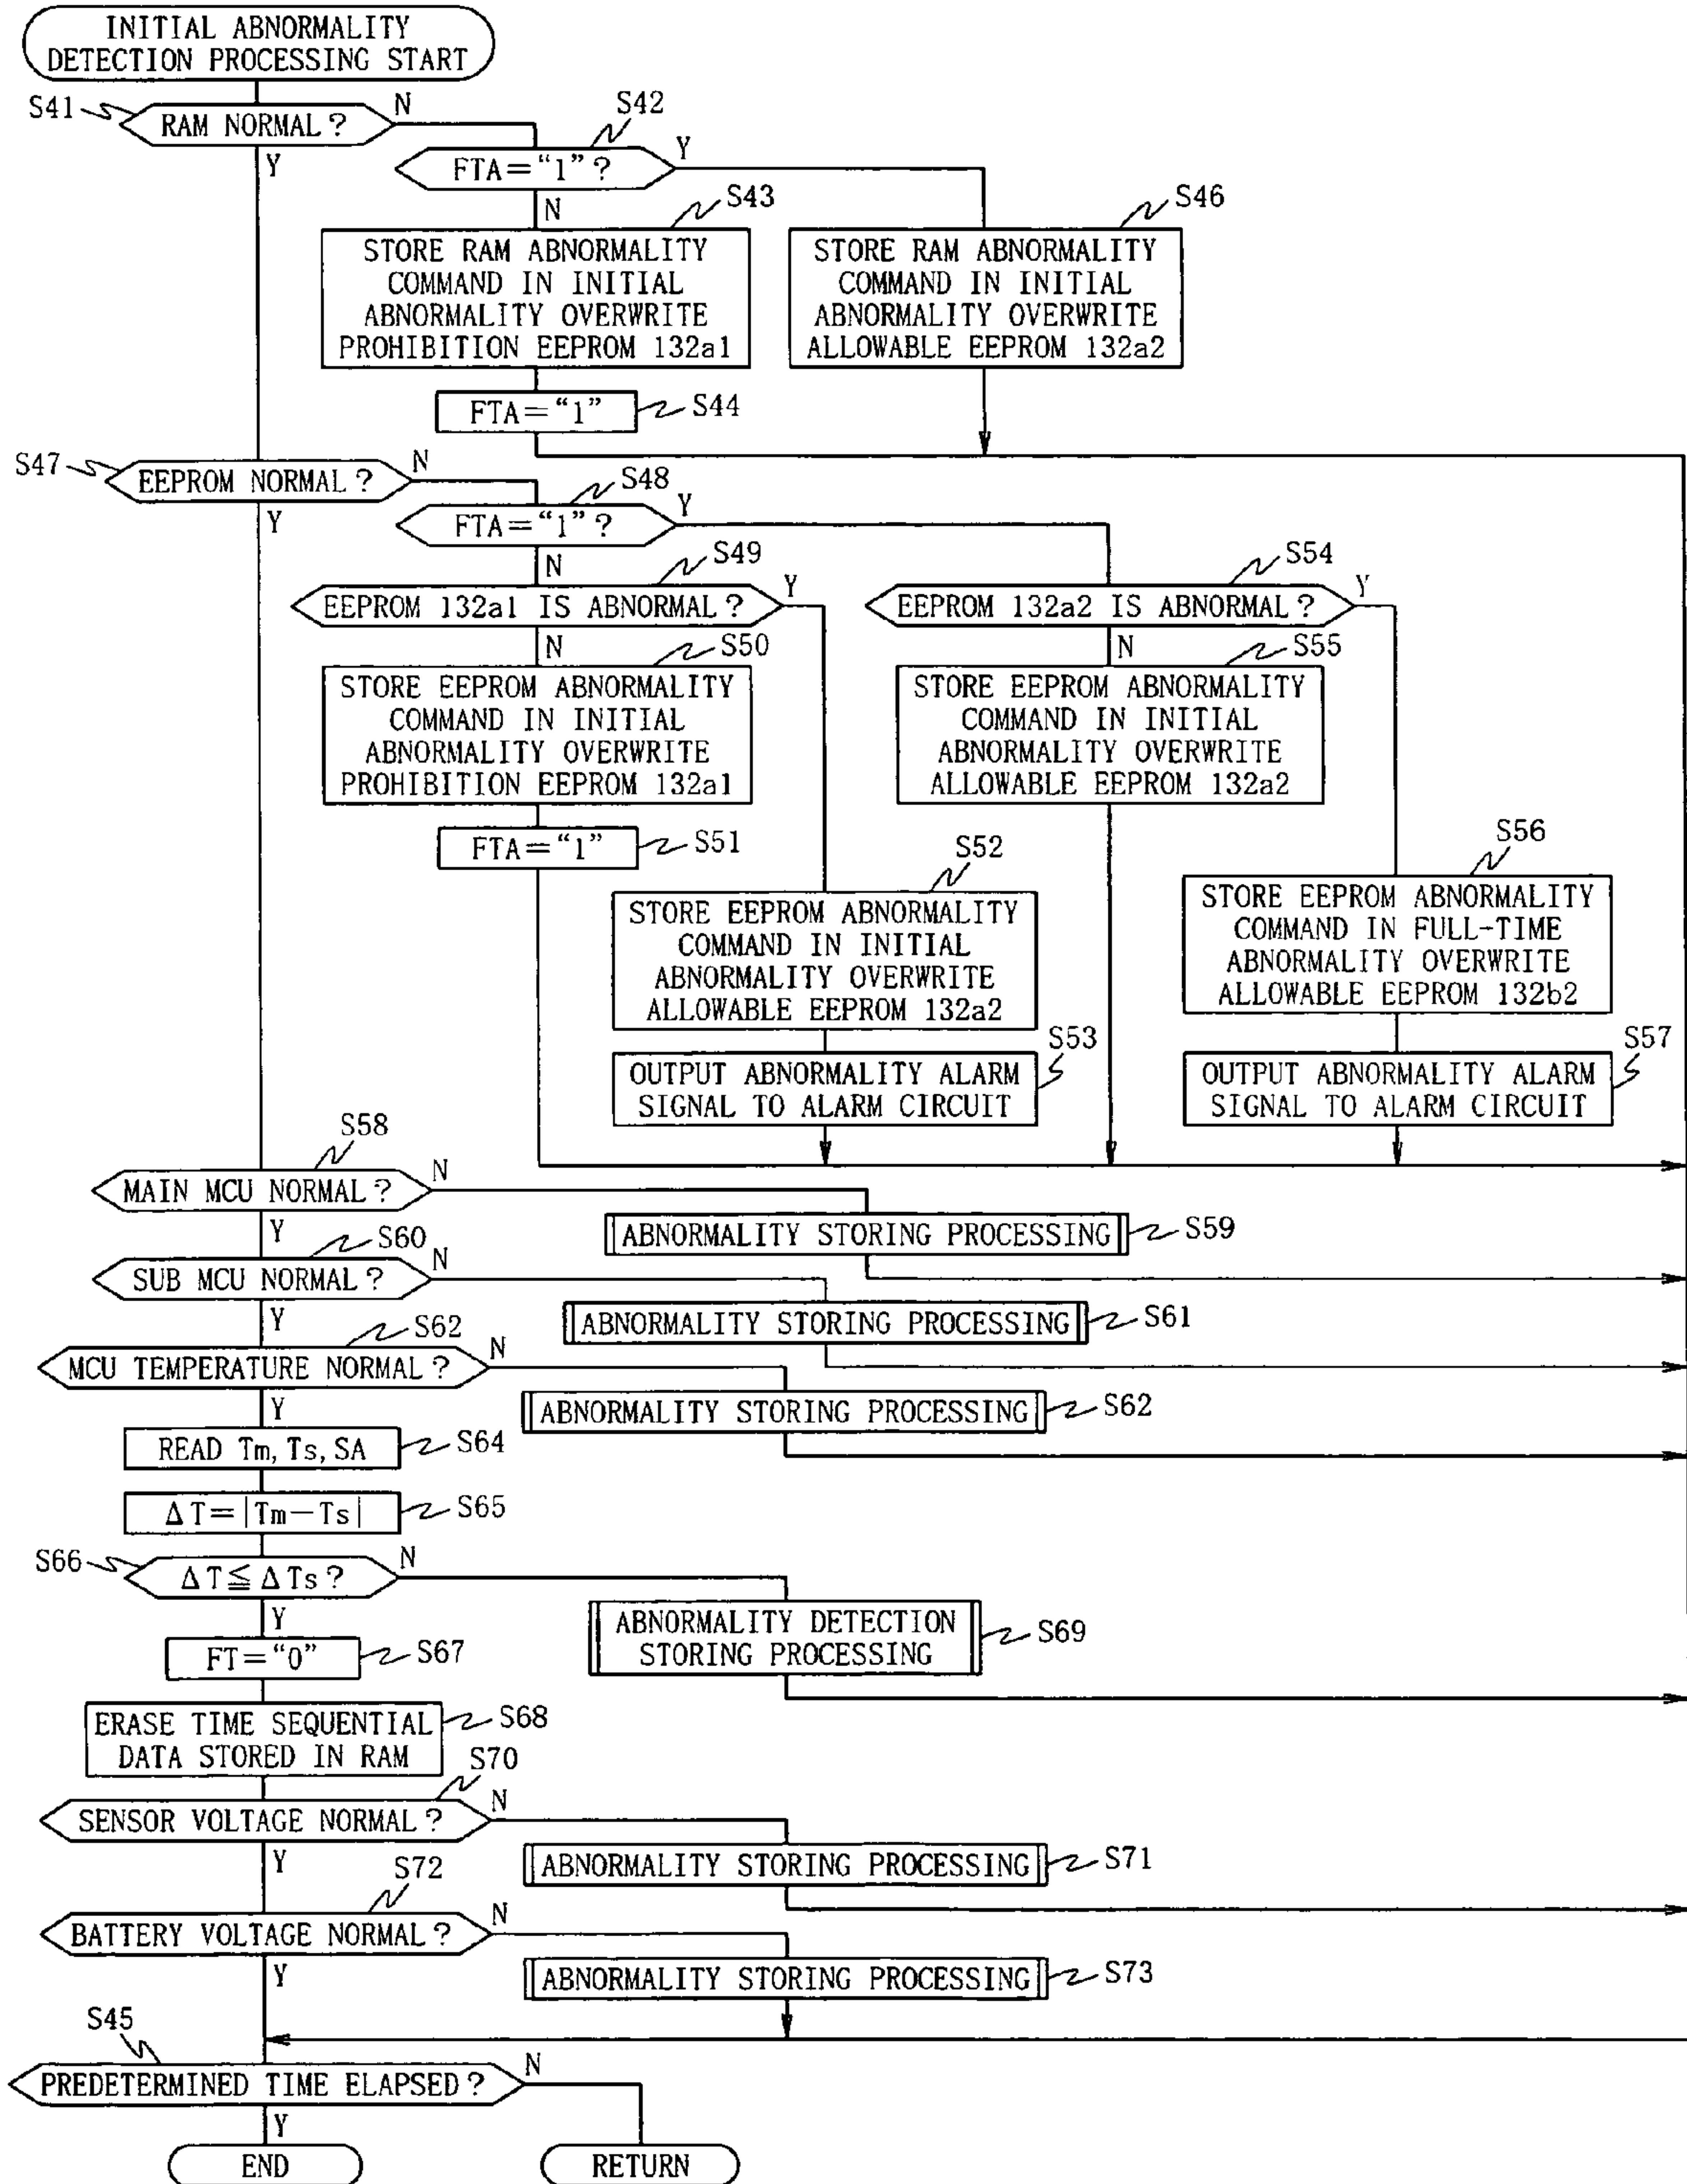 INITIAL ABNORMALITY
DETECTION PROCESSING START
S41
RAM NORMAL?
N
Y
S42
FTA="1"?
Y
N
S43
STORE RAM ABNORMALITY
COMMAND IN INITIAL
ABNORMALITY OVERWRITE
PROHIBITION EEPROM 132a1
S46
STORE RAM ABNORMALITY
COMMAND IN INITIAL
ABNORMALITY OVERWRITE
ALLOWABLE EEPROM 132a2
FTA="1"
S44
S47
EEPROM NORMAL?
N
Y
S48
FTA="1"?
Y
N
S49
EEPROM 132a1 IS ABNORMAL?
Y
N
S54
EEPROM 132a2 IS ABNORMAL?
Y
N
S50
STORE EEPROM ABNORMALITY
COMMAND IN INITIAL
ABNORMALITY OVERWRITE
PROHIBITION EEPROM 132a1
S55
STORE EEPROM ABNORMALITY
COMMAND IN INITIAL
ABNORMALITY OVERWRITE
ALLOWABLE EEPROM 132a2
FTA="1"
S51
S52
STORE EEPROM ABNORMALITY
COMMAND IN INITIAL
ABNORMALITY OVERWRITE
ALLOWABLE EEPROM 132a2
S56
STORE EEPROM ABNORMALITY
COMMAND IN FULL-TIME
ABNORMALITY OVERWRITE
ALLOWABLE EEPROM 132b2
S53
OUTPUT ABNORMALITY ALARM
SIGNAL TO ALARM CIRCUIT
S57
OUTPUT ABNORMALITY ALARM
SIGNAL TO ALARM CIRCUIT
S58
MAIN MCU NORMAL?
N
Y
ABNORMALITY STORING PROCESSING
S59
S60
SUB MCU NORMAL?
N
Y
ABNORMALITY STORING PROCESSING
S61
S62
MCU TEMPERATURE NORMAL?
N
Y
ABNORMALITY STORING PROCESSING
S62
READ Tm, Ts, SA
S64
ΔT=|Tm−Ts|
S65
S66
ΔT≦ΔTs?
N
Y
ABNORMALITY DETECTION
STORING PROCESSING
S69
FT="0"
S67
ERASE TIME SEQUENTIAL
DATA STORED IN RAM
S68
S70
SENSOR VOLTAGE NORMAL?
N
Y
ABNORMALITY STORING PROCESSING
S71
S72
BATTERY VOLTAGE NORMAL?
N
Y
ABNORMALITY STORING PROCESSING
S73
S45
PREDETERMINED TIME ELAPSED?
N
Y
END
RETURN